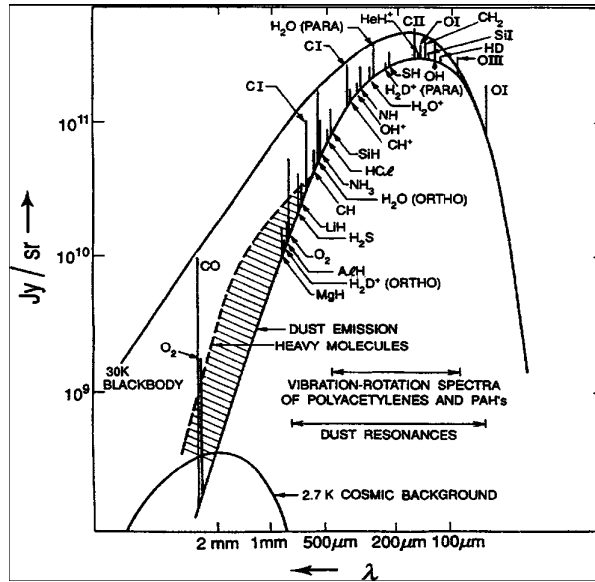 H₂O (PARA)
HeH⁺
CII
OI
CH₂
SiI
HD
OIII
CI
SH
OH
H₂D⁺ (PARA)
OI
CI
H₂O⁺
NH
OH⁺
CH⁺
10¹¹
SiH
HCℓ
NH₃
H₂O (ORTHO)
CH
LiH
H₂S
Jy / sr
10¹⁰
CO
O₂
AℓH
H₂D⁺ (ORTHO)
MgH
DUST EMISSION
HEAVY MOLECULES
O₂
30K
BLACKBODY
10⁹
VIBRATION-ROTATION SPECTRA
OF POLYACETYLENES AND PAH's
DUST RESONANCES
2.7 K COSMIC BACKGROUND
2 mm 1mm 500μm 200μm 100μm
λ